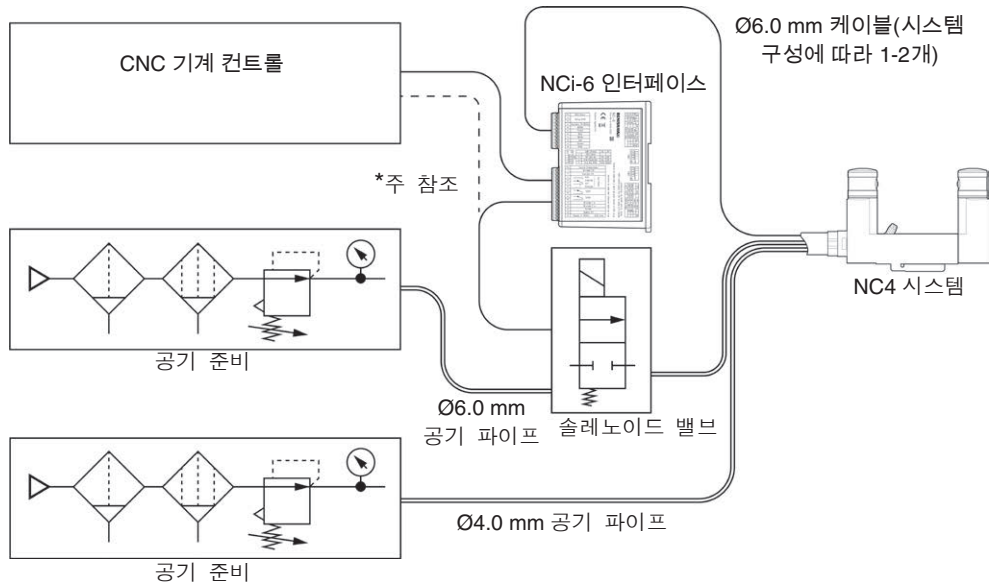 CNC 기계 컨트롤
Ø6.0 mm 케이블(시스템
구성에 따라 1-2개)
NCi-6 인터페이스
*주 참조
NC4 시스템
공기 준비
Ø6.0 mm
공기 파이프
솔레노이드 밸브
Ø4.0 mm 공기 파이프
공기 준비